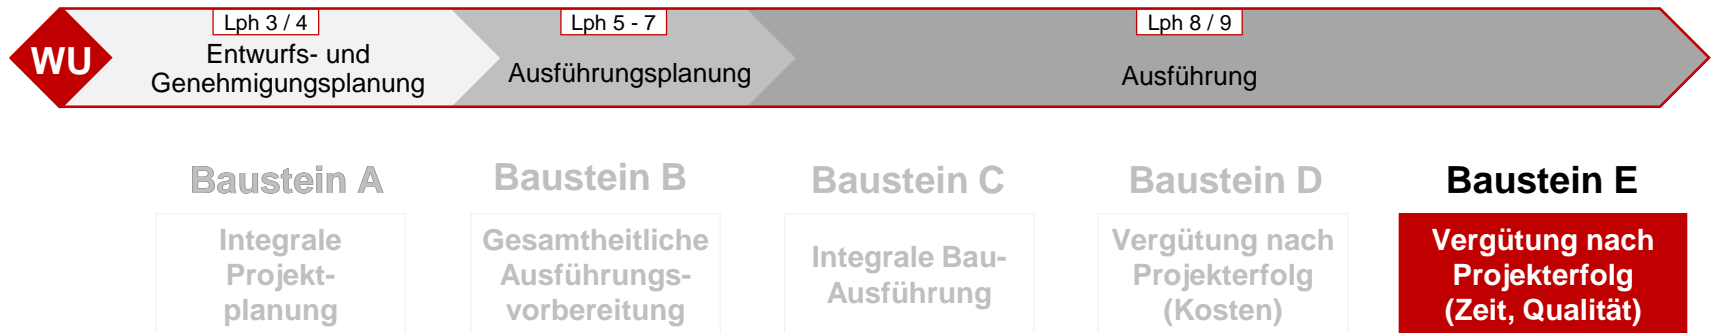 WU
Lph 3 / 4
Entwurfs- und
Genehmigungsplanung
Lph 5 - 7
Ausführungsplanung
Lph 8 / 9
Ausführung
Baustein A
Integrale
Projekt-
planung
Baustein B
Gesamtheitliche
Ausführungs-
vorbereitung
Baustein C
Integrale Bau-
Ausführung
Baustein D
Vergütung nach
Projekterfolg
(Kosten)
Baustein E
Vergütung nach
Projekterfolg
(Zeit, Qualität)